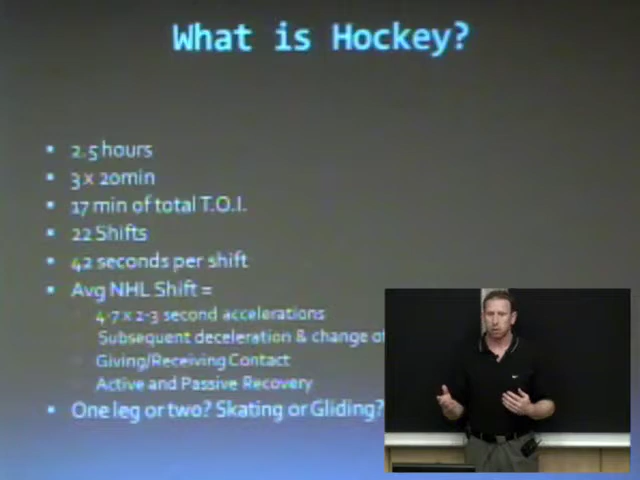 What is Hockey?
2.5 hours
3 x 20min
17 min of total T.O.I.
22 Shifts
42 seconds per shift
Avg NHL Shift =
4-7 x 2-3 second accelerations
Subsequent deceleration & change of
Giving/Receiving Contact
Active and Passive Recovery
One leg or two? Skating or Gliding?